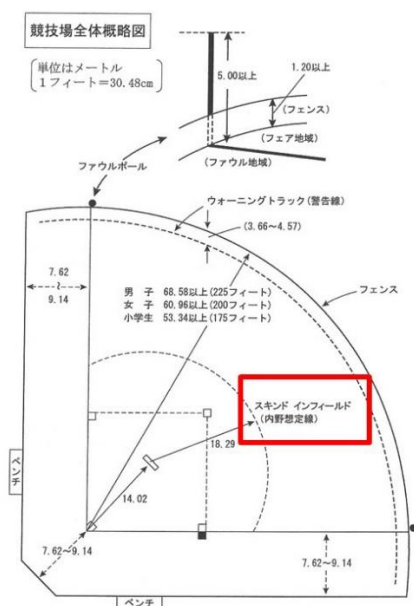 競技場全体概略図
単位はメートル
1フィート=30.48cm
5.00以上
1.20以上
(フェンス)
(フェア地域)
(ファウル地域)
ファウルポール
ウォーニングトラック(警告線)
(3.66~4.57)
7.62
~
9.14
男 子 68.58以上(225フィート)
女 子 60.96以上(200フィート)
小学生 53.34以上(175フィート)
フェンス
スキンド インフィールド
(内野想定線)
18.29
14.02
ベンチ
7.62~9.14
7.62~9.14
ベンチ